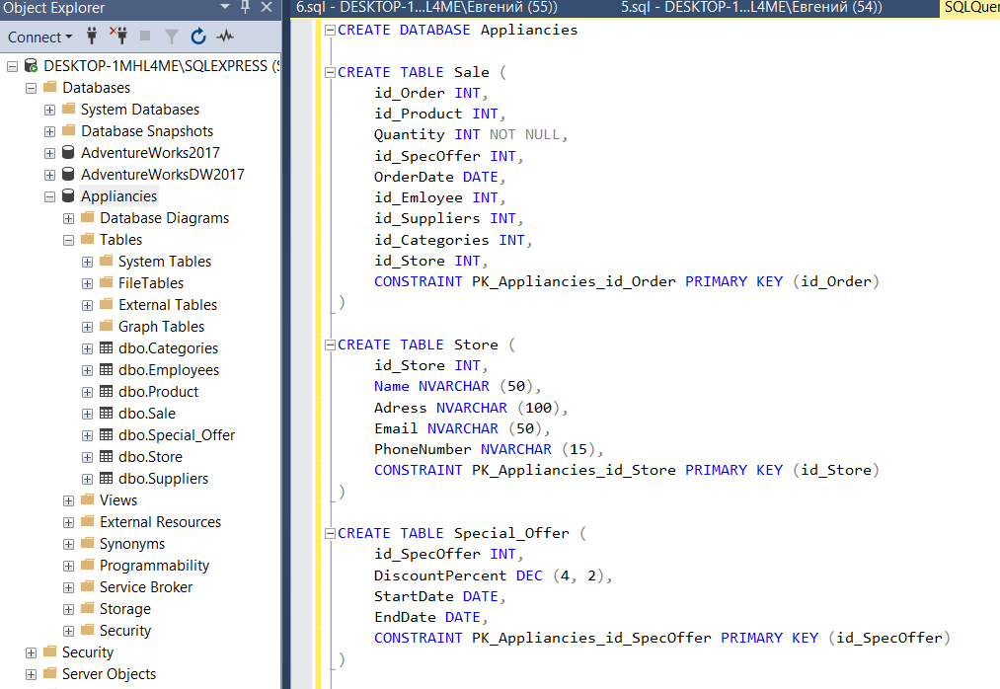 Object Explorer
Connect
DESKTOP-1MHL4ME\SQLEXPRESS (
Databases
System Databases
Database Snapshots
AdventureWorks2017
AdventureWorksDW2017
Appliancies
Database Diagrams
Tables
System Tables
FileTables
External Tables
Graph Tables
dbo.Categories
dbo.Employees
dbo.Product
dbo.Sale
dbo.Special_Offer
dbo.Store
dbo.Suppliers
Views
External Resources
Synonyms
Programmability
Service Broker
Storage
Security
Security
Server Objects
6.sql - DESKTOP-1...L4ME\Евгений (55))
5.sql - DESKTOP-1...L4ME\Евгений (54))
SQLQuer
CREATE DATABASE Appliancies
CREATE TABLE Sale (
id_Order INT,
id_Product INT,
Quantity INT NOT NULL,
id_SpecOffer INT,
OrderDate DATE,
id_Emloyee INT,
id_Suppliers INT,
id_Categories INT,
id_Store INT,
CONSTRAINT PK_Appliancies_id_Order PRIMARY KEY (id_Order)
)
CREATE TABLE Store (
id_Store INT,
Name NVARCHAR (50),
Adress NVARCHAR (100),
Email NVARCHAR (50),
PhoneNumber NVARCHAR (15),
CONSTRAINT PK_Appliancies_id_Store PRIMARY KEY (id_Store)
)
CREATE TABLE Special_Offer (
id_SpecOffer INT,
DiscountPercent DEC (4, 2),
StartDate DATE,
EndDate DATE,
CONSTRAINT PK_Appliancies_id_SpecOffer PRIMARY KEY (id_SpecOffer)
)